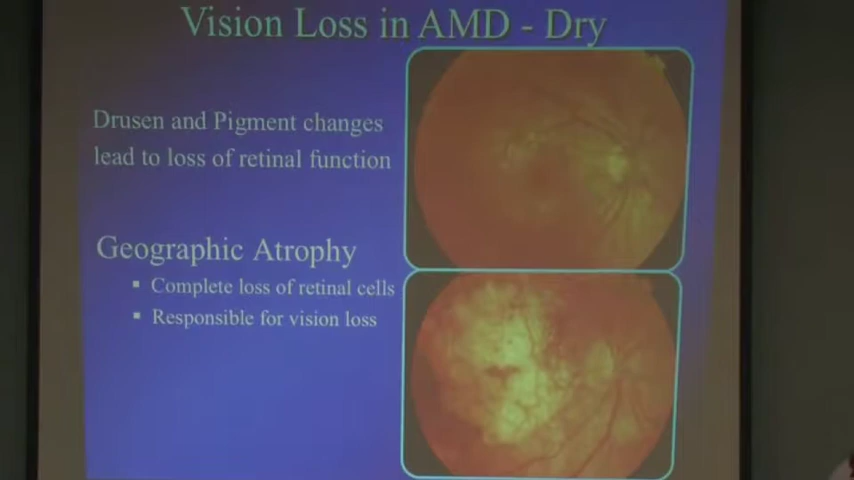 Vision Loss in AMD - Dry
Drusen and Pigment changes
lead to loss of retinal function
Geographic Atrophy
▪ Complete loss of retinal cells
▪ Responsible for vision loss